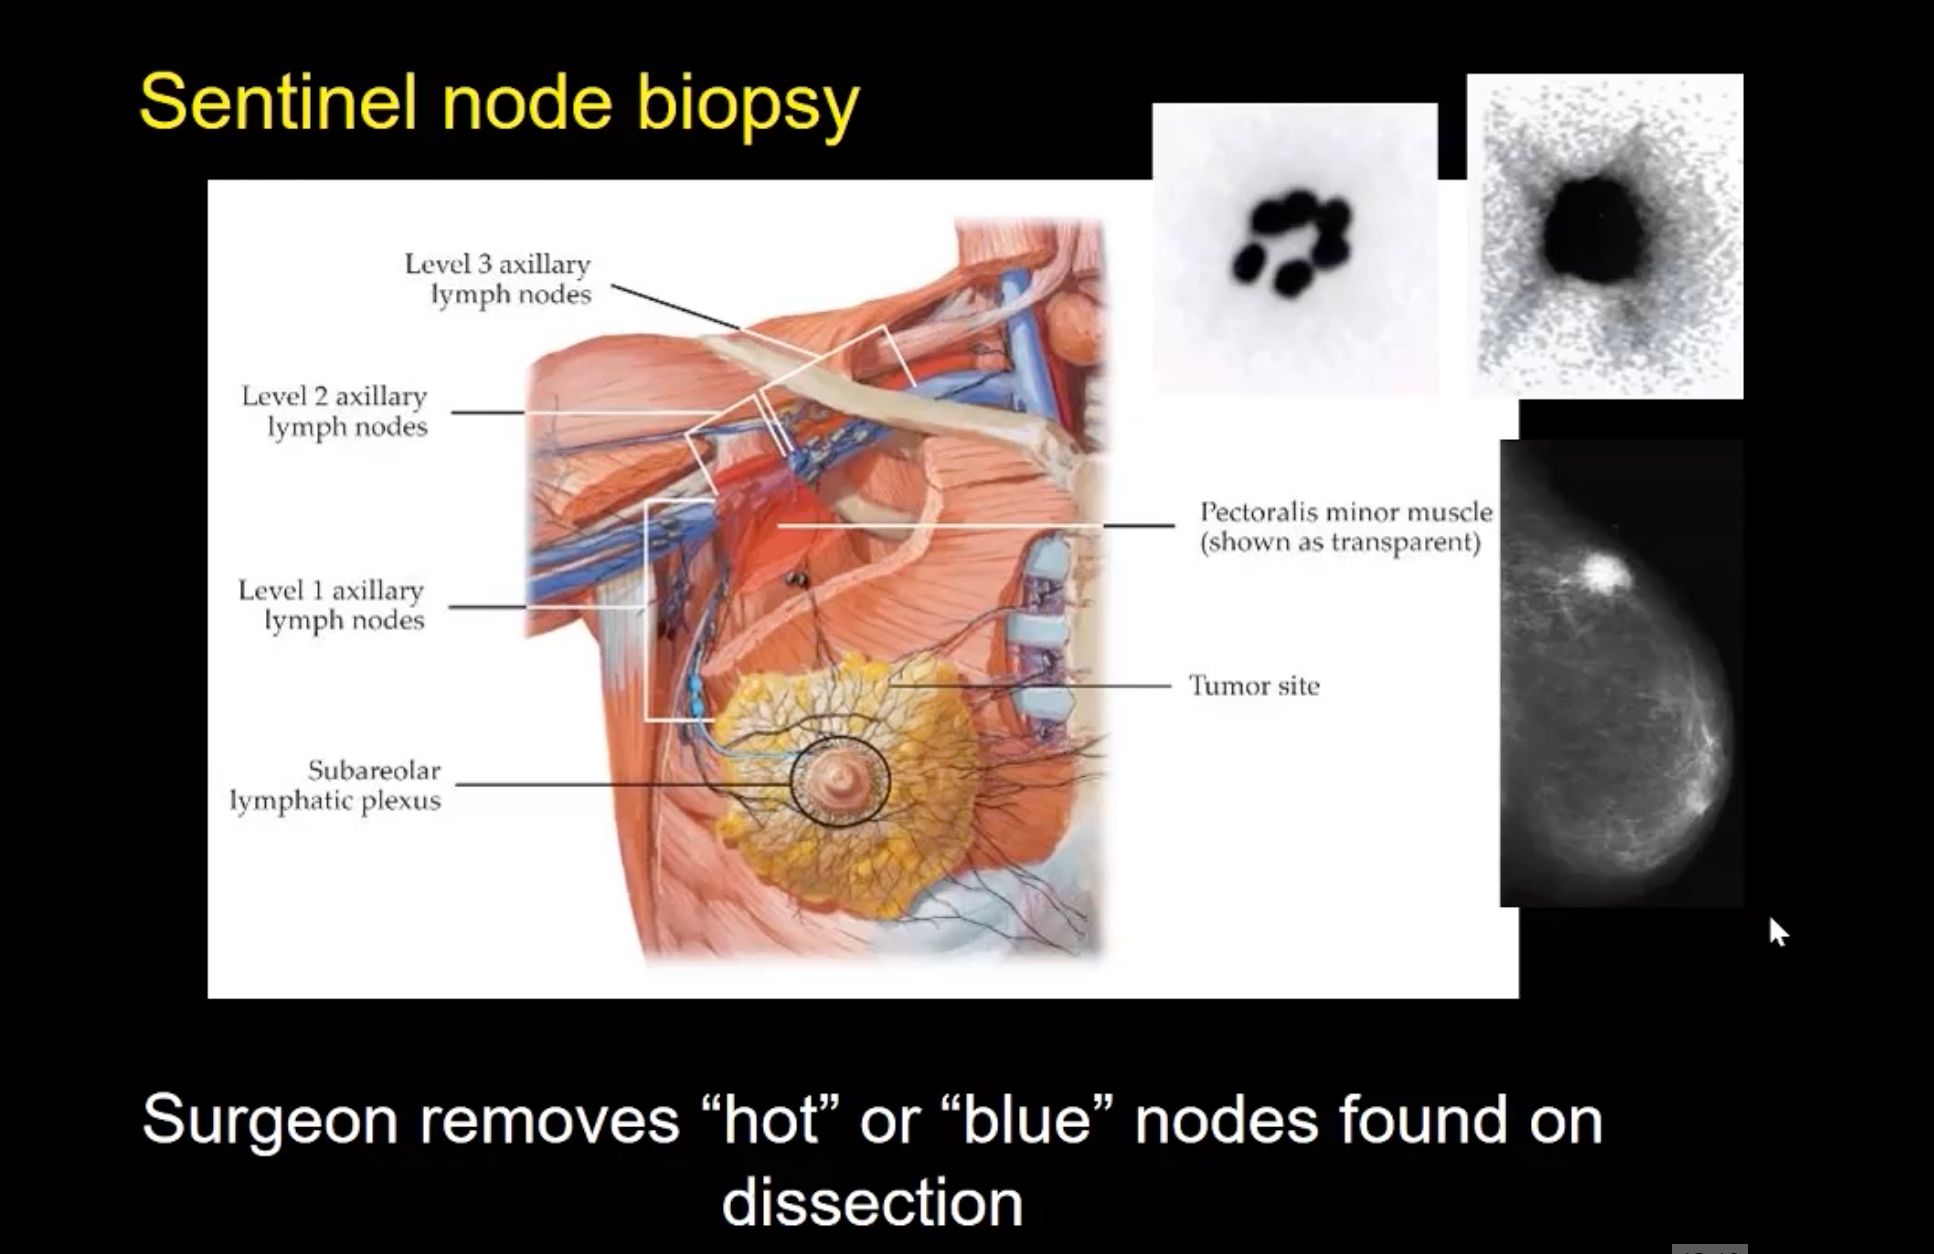 Sentinel node biopsy
Level 3 axillary
lymph nodes
Level 2 axillary
lymph nodes
Pectoralis minor muscle
(shown as transparent)
Level 1 axillary
lymph nodes
Tumor site
Subareolar
lymphatic plexus
Surgeon removes “hot” or “blue” nodes found on
dissection